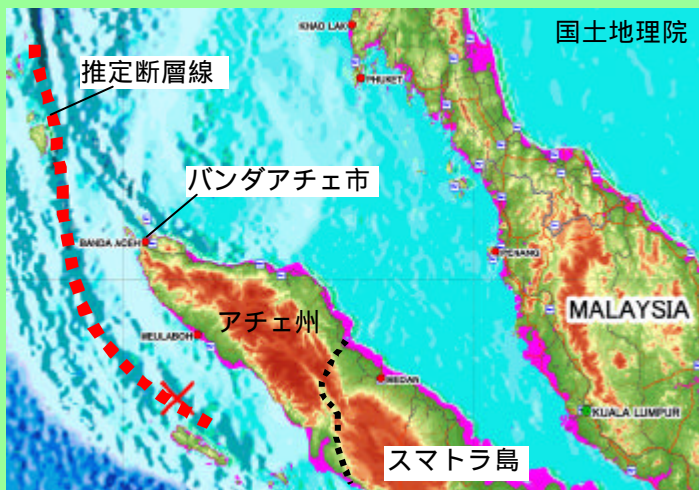 KHAO LAK
国土地理院
推定断層線
PHUKET
バンダアチェ市
BANDA ACEH
PENANG
アチェ州
MALAYSIA
MEULABOH
MEDAN
KUALA LUMPUR
スマトラ島